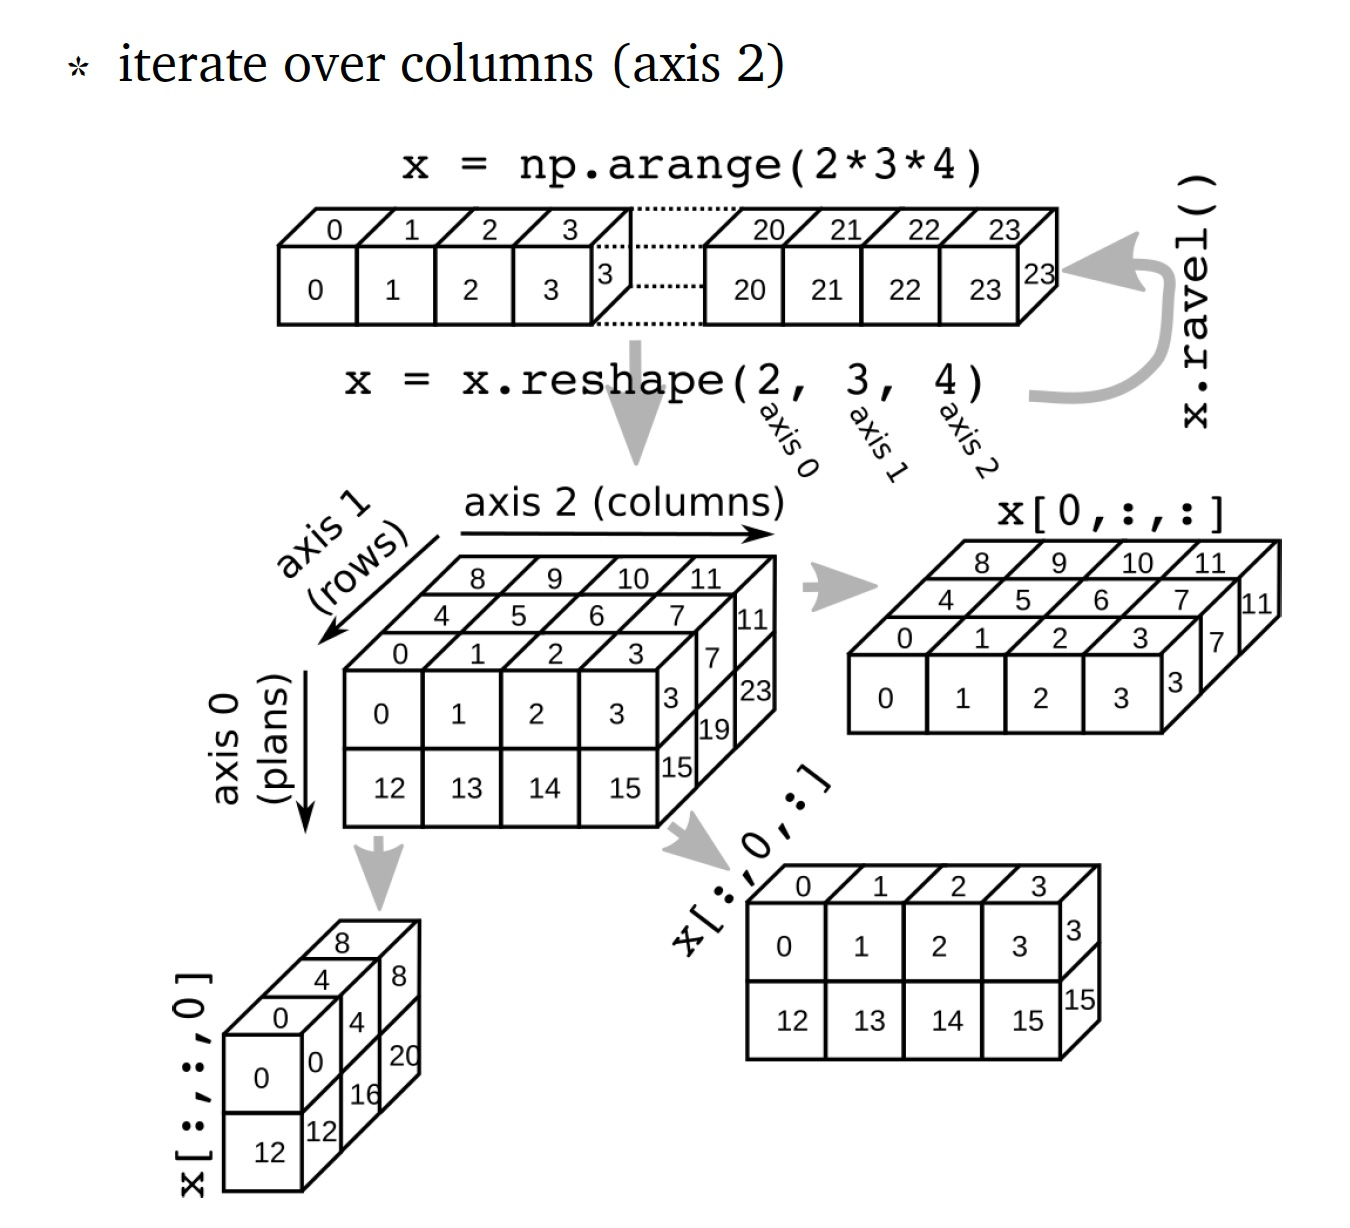 * iterate over columns (axis 2)
x = np.arange(2*3*4)
0 1 2 3 20 21 22 23
0 1 2 3 3 20 21 22 23 23
x.ravel()
x = x.reshape(2, 3, 4)
axis 0 axis 1 axis 2
axis 2 (columns)
axis 1
(rows)
axis 0
(plans)
8 9 10 11
4 5 6 7 11
0 1 2 3 7 23
0 1 2 3 3 19
12 13 14 15 15
x[0,:,:]
8 9 10 11
4 5 6 7 11
0 1 2 3 7
0 1 2 3 3
x[:,0,:]
0 1 2 3
0 1 2 3 3
12 13 14 15 15
x[:,:,0]
8
4 8
0 4 20
0 0 16
12 12